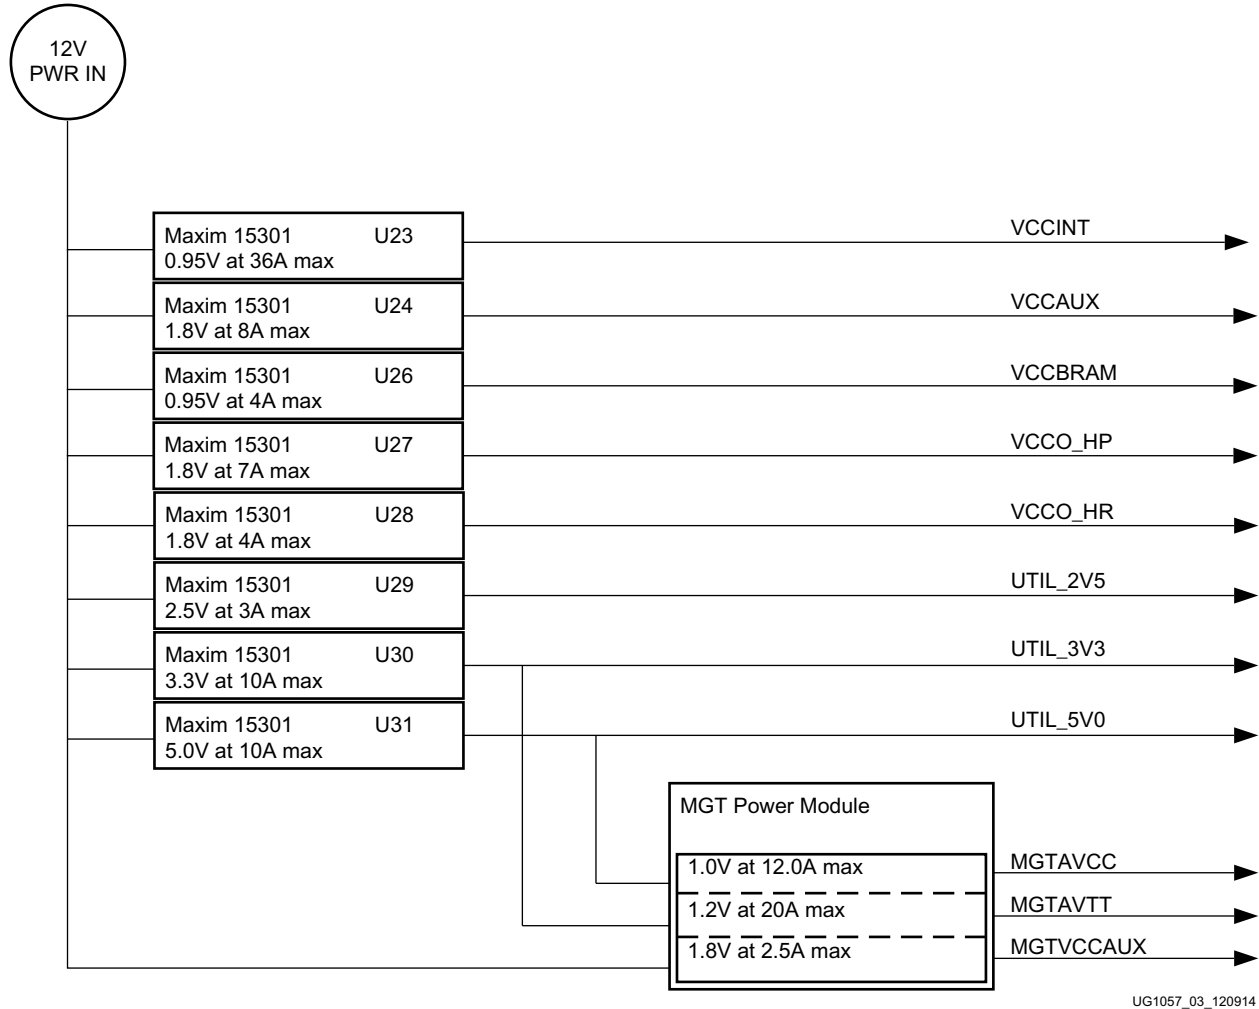 12V
PWR IN
Maxim 15301 U23
0.95V at 36A max
VCCINT
Maxim 15301 U24
1.8V at 8A max
VCCAUX
Maxim 15301 U26
0.95V at 4A max
VCCBRAM
Maxim 15301 U27
1.8V at 7A max
VCCO_HP
Maxim 15301 U28
1.8V at 4A max
VCCO_HR
Maxim 15301 U29
2.5V at 3A max
UTIL_2V5
Maxim 15301 U30
3.3V at 10A max
UTIL_3V3
Maxim 15301 U31
5.0V at 10A max
UTIL_5V0
MGT Power Module
1.0V at 12.0A max
MGTAVCC
1.2V at 20A max
MGTAVTT
1.8V at 2.5A max
MGTVCCAUX
UG1057_03_120914